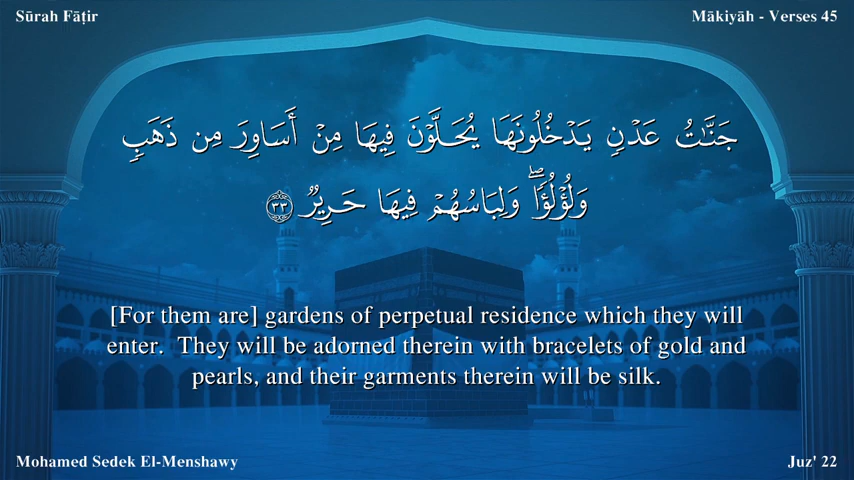 Sūrah Fāṭir
Mākiyāh - Verses 45
جَنَّٰتُ عَدْنٍ يَدْخُلُونَهَا يُحَلَّوْنَ فِيهَا مِنْ أَسَاوِرَ مِن ذَهَبٍ
وَلُؤْلُؤًا ۖ وَلِبَاسُهُمْ فِيهَا حَرِيرٌ ٣٣
[For them are] gardens of perpetual residence which they will
enter. They will be adorned therein with bracelets of gold and
pearls, and their garments therein will be silk.
Mohamed Sedek El-Menshawy
Juz' 22